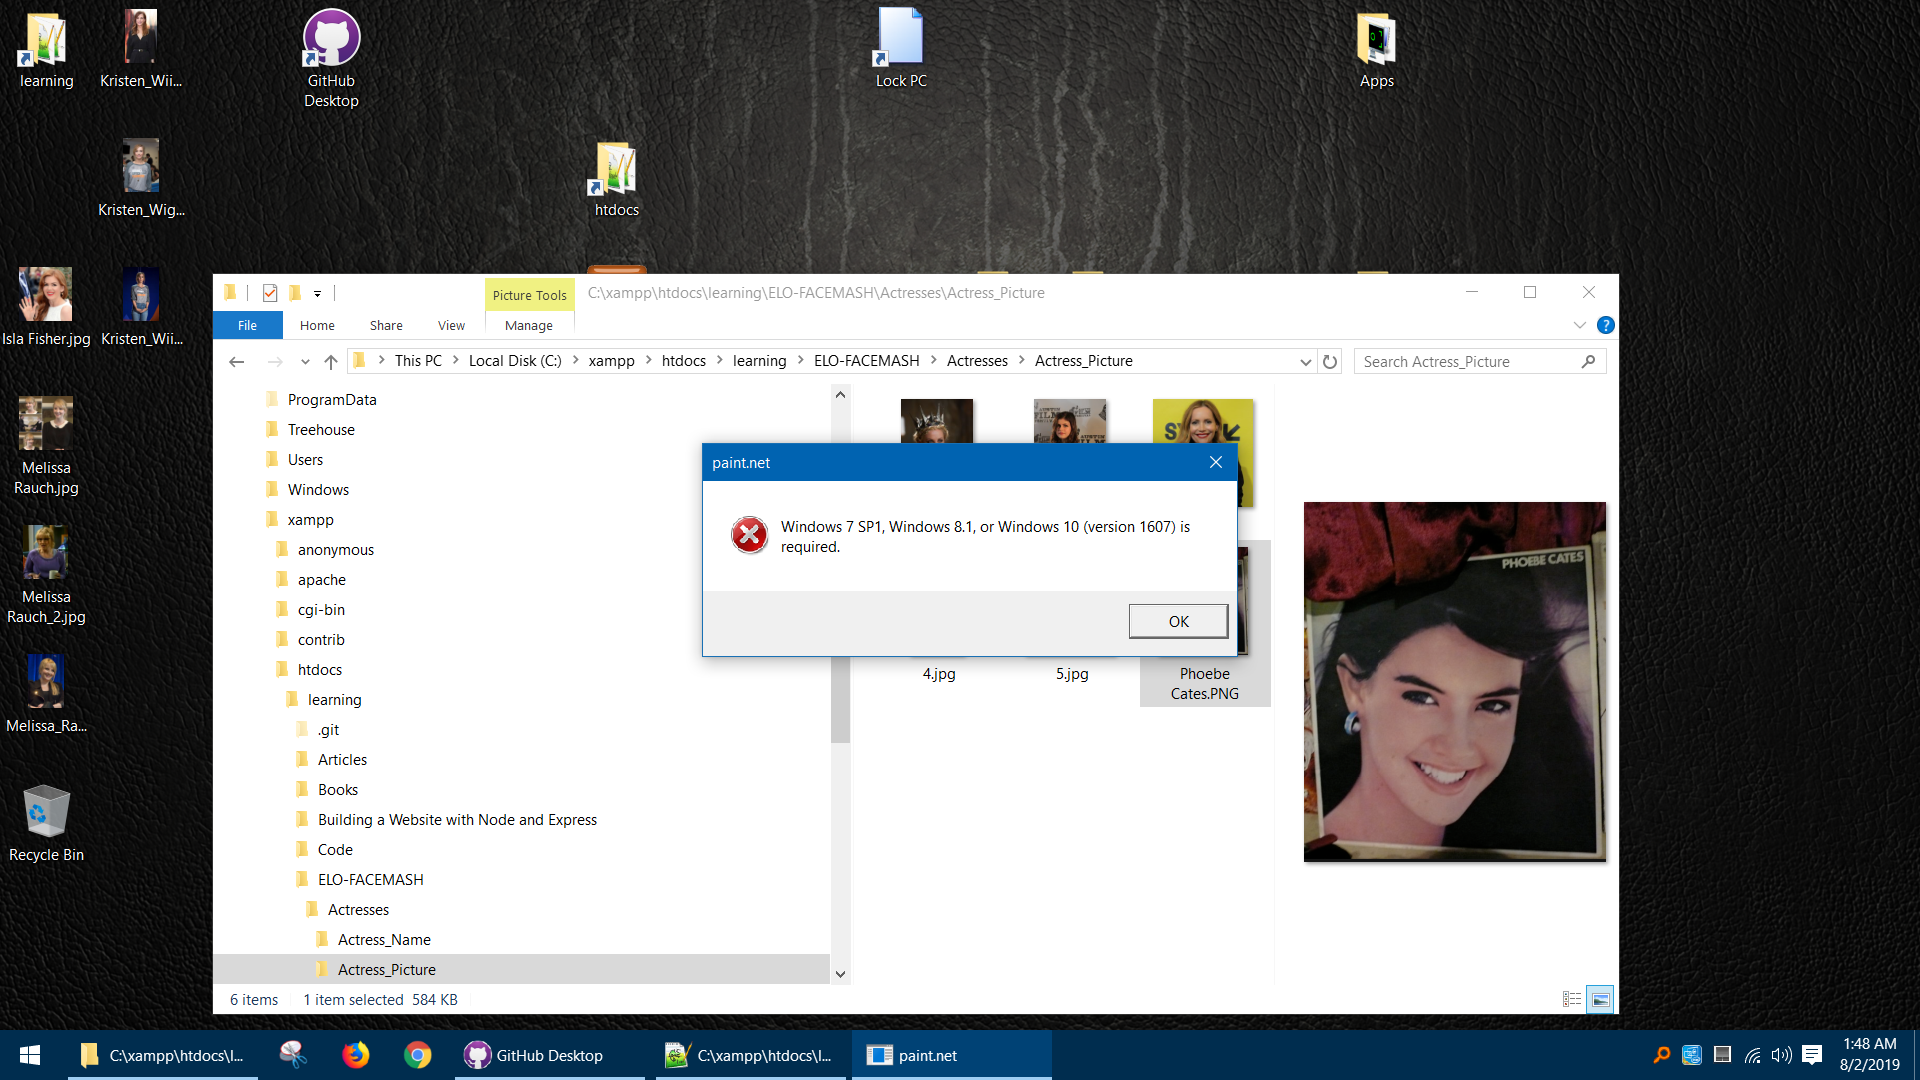 learning
Kristen_Wii...
GitHub
Desktop
Lock PC
Apps
Kristen_Wig...
htdocs
Isla Fisher.jpg
Kristen_Wii...
Melissa
Rauch.jpg
Melissa
Rauch_2.jpg
Melissa_Ra...
Recycle Bin
Picture Tools
C:\xampp\htdocs\learning\ELO-FACEMASH\Actresses\Actress_Picture
File
Home
Share
View
Manage
?
This PC
Local Disk (C:)
xampp
htdocs
learning
ELO-FACEMASH
Actresses
Actress_Picture
Search Actress_Picture
ProgramData
Treehouse
Users
Windows
xampp
anonymous
apache
cgi-bin
contrib
htdocs
learning
.git
Articles
Books
Building a Website with Node and Express
Code
ELO-FACEMASH
Actresses
Actress_Name
Actress_Picture
paint.net
Windows 7 SP1, Windows 8.1, or Windows 10 (version 1607) is
required.
OK
4.jpg
5.jpg
Phoebe
Cates.PNG
PHOEBE CATES
6 items
1 item selected 584 KB
C:\xampp\htdocs\l...
GitHub Desktop
C:\xampp\htdocs\l...
paint.net
1:48 AM
8/2/2019